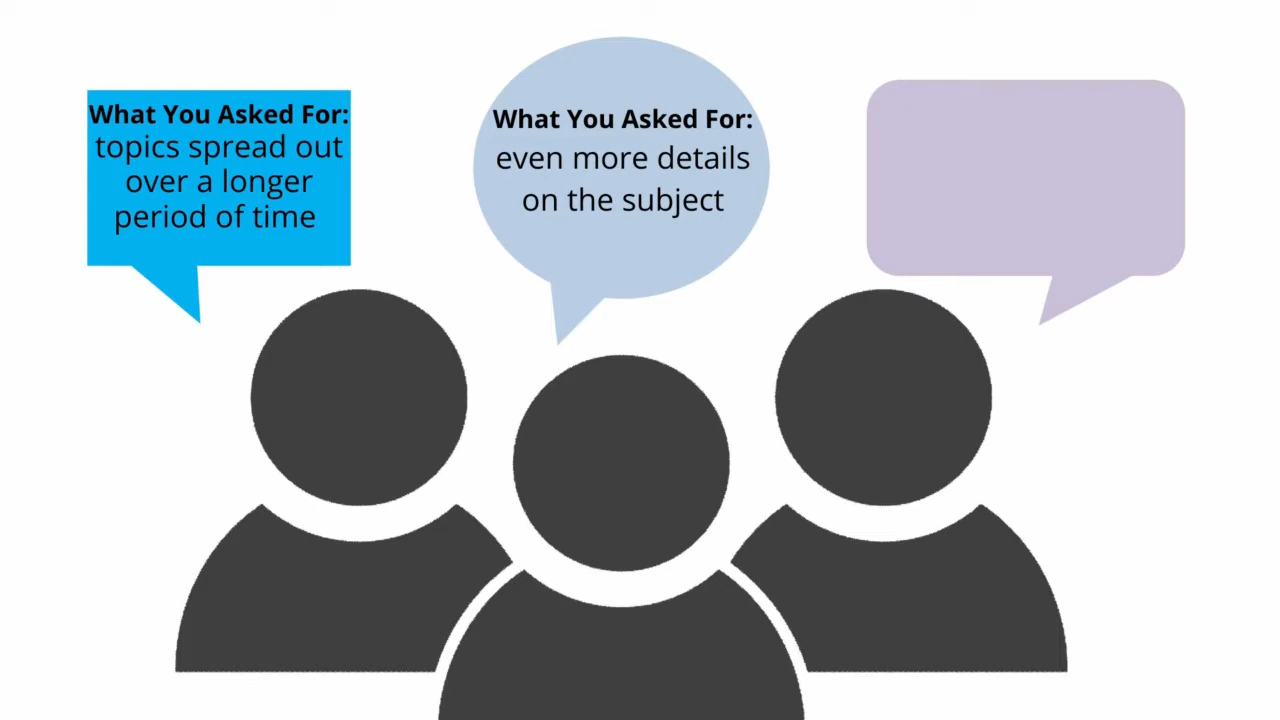 What You Asked For:
topics spread out
over a longer
period of time
What You Asked For:
even more details
on the subject